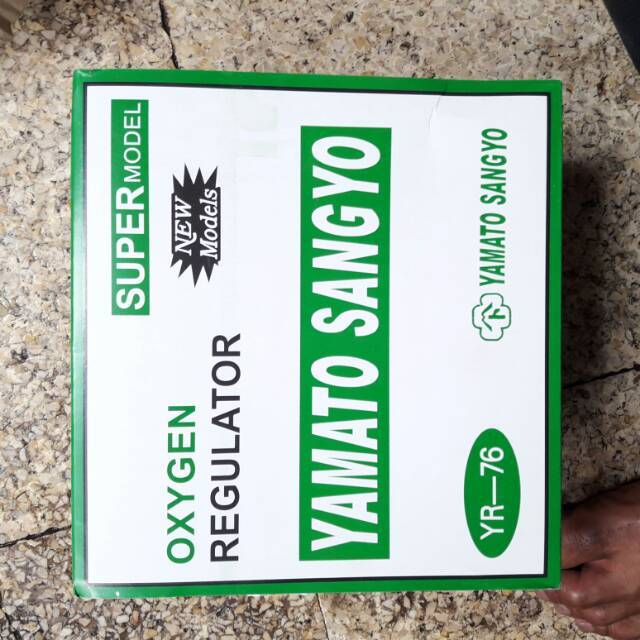 SUPER MODEL
NEW
Models
OXYGEN
REGULATOR
YAMATO SANGYO
YAMATO SANGYO
YR—76